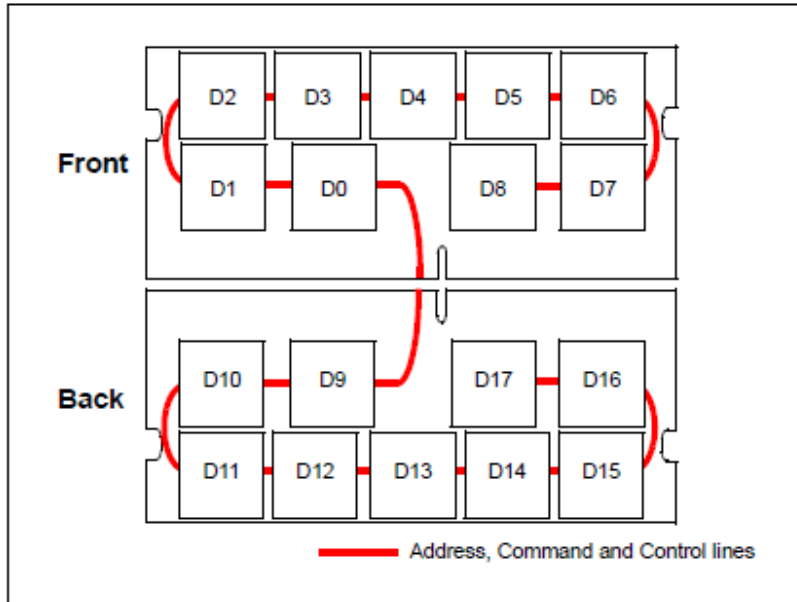 D2 D3 D4 D5 D6
Front
D1 D0 D8 D7
D10 D9 D17 D16
Back
D11 D12 D13 D14 D15
Address, Command and Control lines